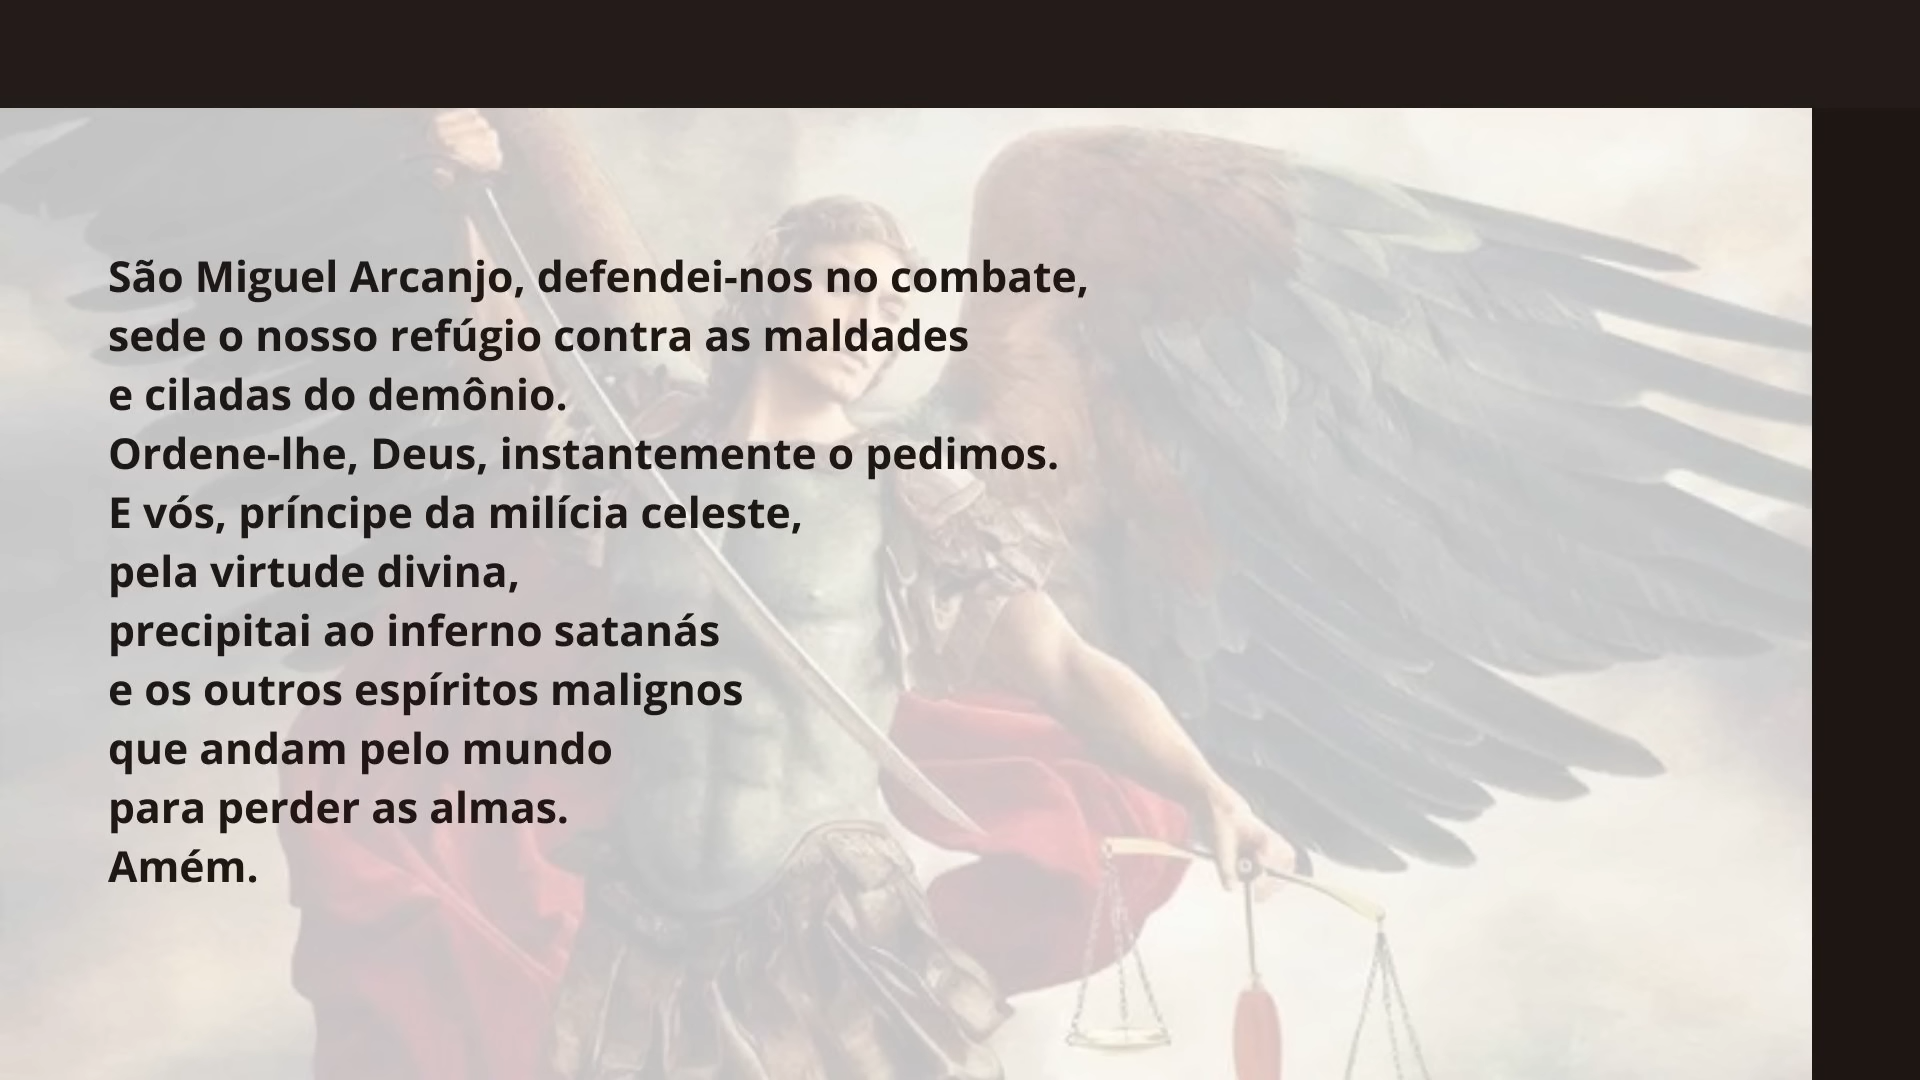 São Miguel Arcanjo, defendei-nos no combate,
sede o nosso refúgio contra as maldades
e ciladas do demônio.
Ordene-lhe, Deus, instantemente o pedimos.
E vós, príncipe da milícia celeste,
pela virtude divina,
precipitai ao inferno satanás
e os outros espíritos malignos
que andam pelo mundo
para perder as almas.
Amém.